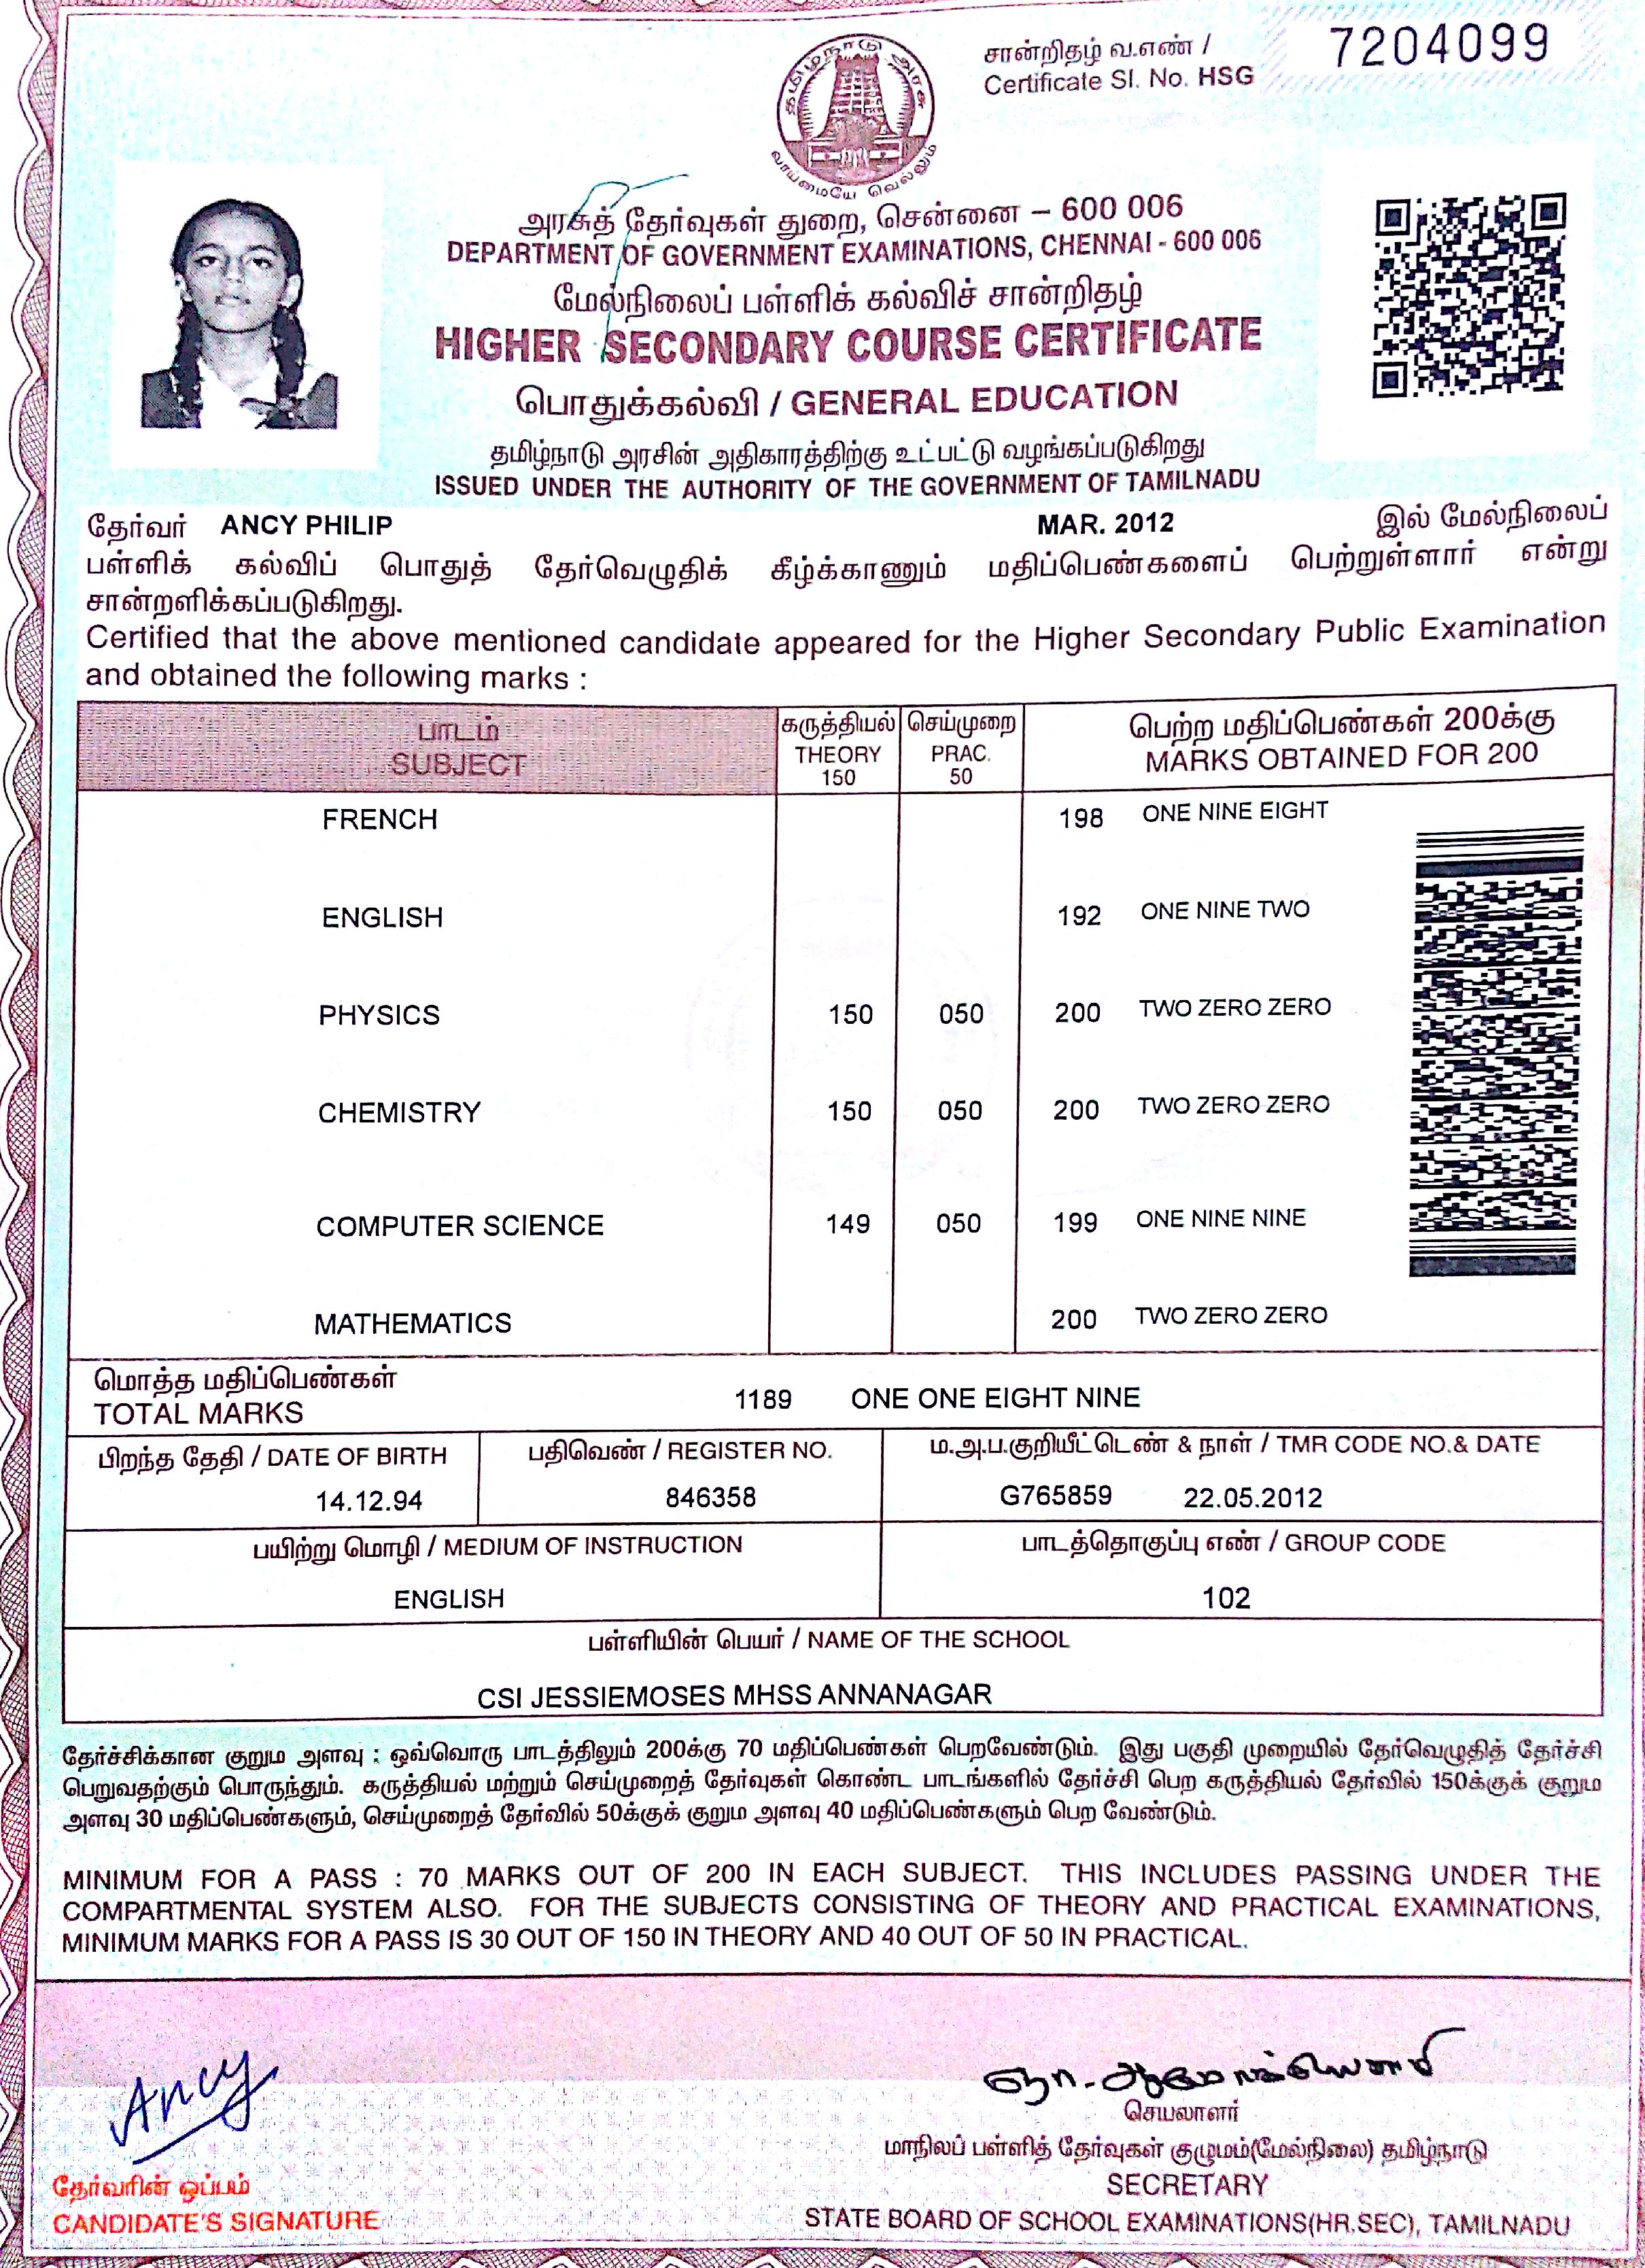 சான்றிதழ் வ.எண் /
Certificate Sl. No. HSG 7204099
தமிழ்நாடு அரசு
வாய்மையே வெல்லும்
அரசுத் தேர்வுகள் துறை, சென்னை – 600 006
DEPARTMENT OF GOVERNMENT EXAMINATIONS, CHENNAI - 600 006
மேல்நிலைப் பள்ளிக் கல்விச் சான்றிதழ்
HIGHER SECONDARY COURSE CERTIFICATE
பொதுக்கல்வி / GENERAL EDUCATION
தமிழ்நாடு அரசின் அதிகாரத்திற்கு உட்பட்டு வழங்கப்படுகிறது
ISSUED UNDER THE AUTHORITY OF THE GOVERNMENT OF TAMILNADU
தேர்வர் ANCY PHILIP MAR. 2012 இல் மேல்நிலைப்
பள்ளிக் கல்விப் பொதுத் தேர்வெழுதிக் கீழ்க்காணும் மதிப்பெண்களைப் பெற்றுள்ளார் என்று
சான்றளிக்கப்படுகிறது.
Certified that the above mentioned candidate appeared for the Higher Secondary Public Examination
and obtained the following marks :
பாடம் கருத்தியல் செய்முறை பெற்ற மதிப்பெண்கள் 200க்கு
SUBJECT THEORY PRAC. MARKS OBTAINED FOR 200
150 50
FRENCH 198 ONE NINE EIGHT
ENGLISH 192 ONE NINE TWO
PHYSICS 150 050 200 TWO ZERO ZERO
CHEMISTRY 150 050 200 TWO ZERO ZERO
COMPUTER SCIENCE 149 050 199 ONE NINE NINE
MATHEMATICS 200 TWO ZERO ZERO
மொத்த மதிப்பெண்கள்
TOTAL MARKS 1189 ONE ONE EIGHT NINE
பிறந்த தேதி / DATE OF BIRTH பதிவெண் / REGISTER NO. ம.அ.ப.குறியீட்டெண் & நாள் / TMR CODE NO.& DATE
14.12.94 846358 G765859 22.05.2012
பயிற்று மொழி / MEDIUM OF INSTRUCTION பாடத்தொகுப்பு எண் / GROUP CODE
ENGLISH 102
பள்ளியின் பெயர் / NAME OF THE SCHOOL
CSI JESSIEMOSES MHSS ANNANAGAR
தேர்ச்சிக்கான குறும அளவு : ஒவ்வொரு பாடத்திலும் 200க்கு 70 மதிப்பெண்கள் பெறவேண்டும். இது பகுதி முறையில் தேர்வெழுதித் தேர்ச்சி
பெறுவதற்கும் பொருந்தும். கருத்தியல் மற்றும் செய்முறைத் தேர்வுகள் கொண்ட பாடங்களில் தேர்ச்சி பெற கருத்தியல் தேர்வில் 150க்குக் குறும
அளவு 30 மதிப்பெண்களும், செய்முறைத் தேர்வில் 50க்குக் குறும அளவு 40 மதிப்பெண்களும் பெற வேண்டும்.
MINIMUM FOR A PASS : 70 MARKS OUT OF 200 IN EACH SUBJECT. THIS INCLUDES PASSING UNDER THE
COMPARTMENTAL SYSTEM ALSO. FOR THE SUBJECTS CONSISTING OF THEORY AND PRACTICAL EXAMINATIONS,
MINIMUM MARKS FOR A PASS IS 30 OUT OF 150 IN THEORY AND 40 OUT OF 50 IN PRACTICAL.
Ancy
செயலாளர்
மாநிலப் பள்ளித் தேர்வுகள் குழுமம்(மேல்நிலை) தமிழ்நாடு
தேர்வரின் ஒப்பம் SECRETARY
CANDIDATE'S SIGNATURE STATE BOARD OF SCHOOL EXAMINATIONS(HR.SEC), TAMILNADU